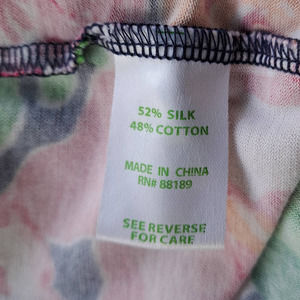 52% SILK
48% COTTON
MADE IN CHINA
RN# 88189
SEE REVERSE
FOR CARE